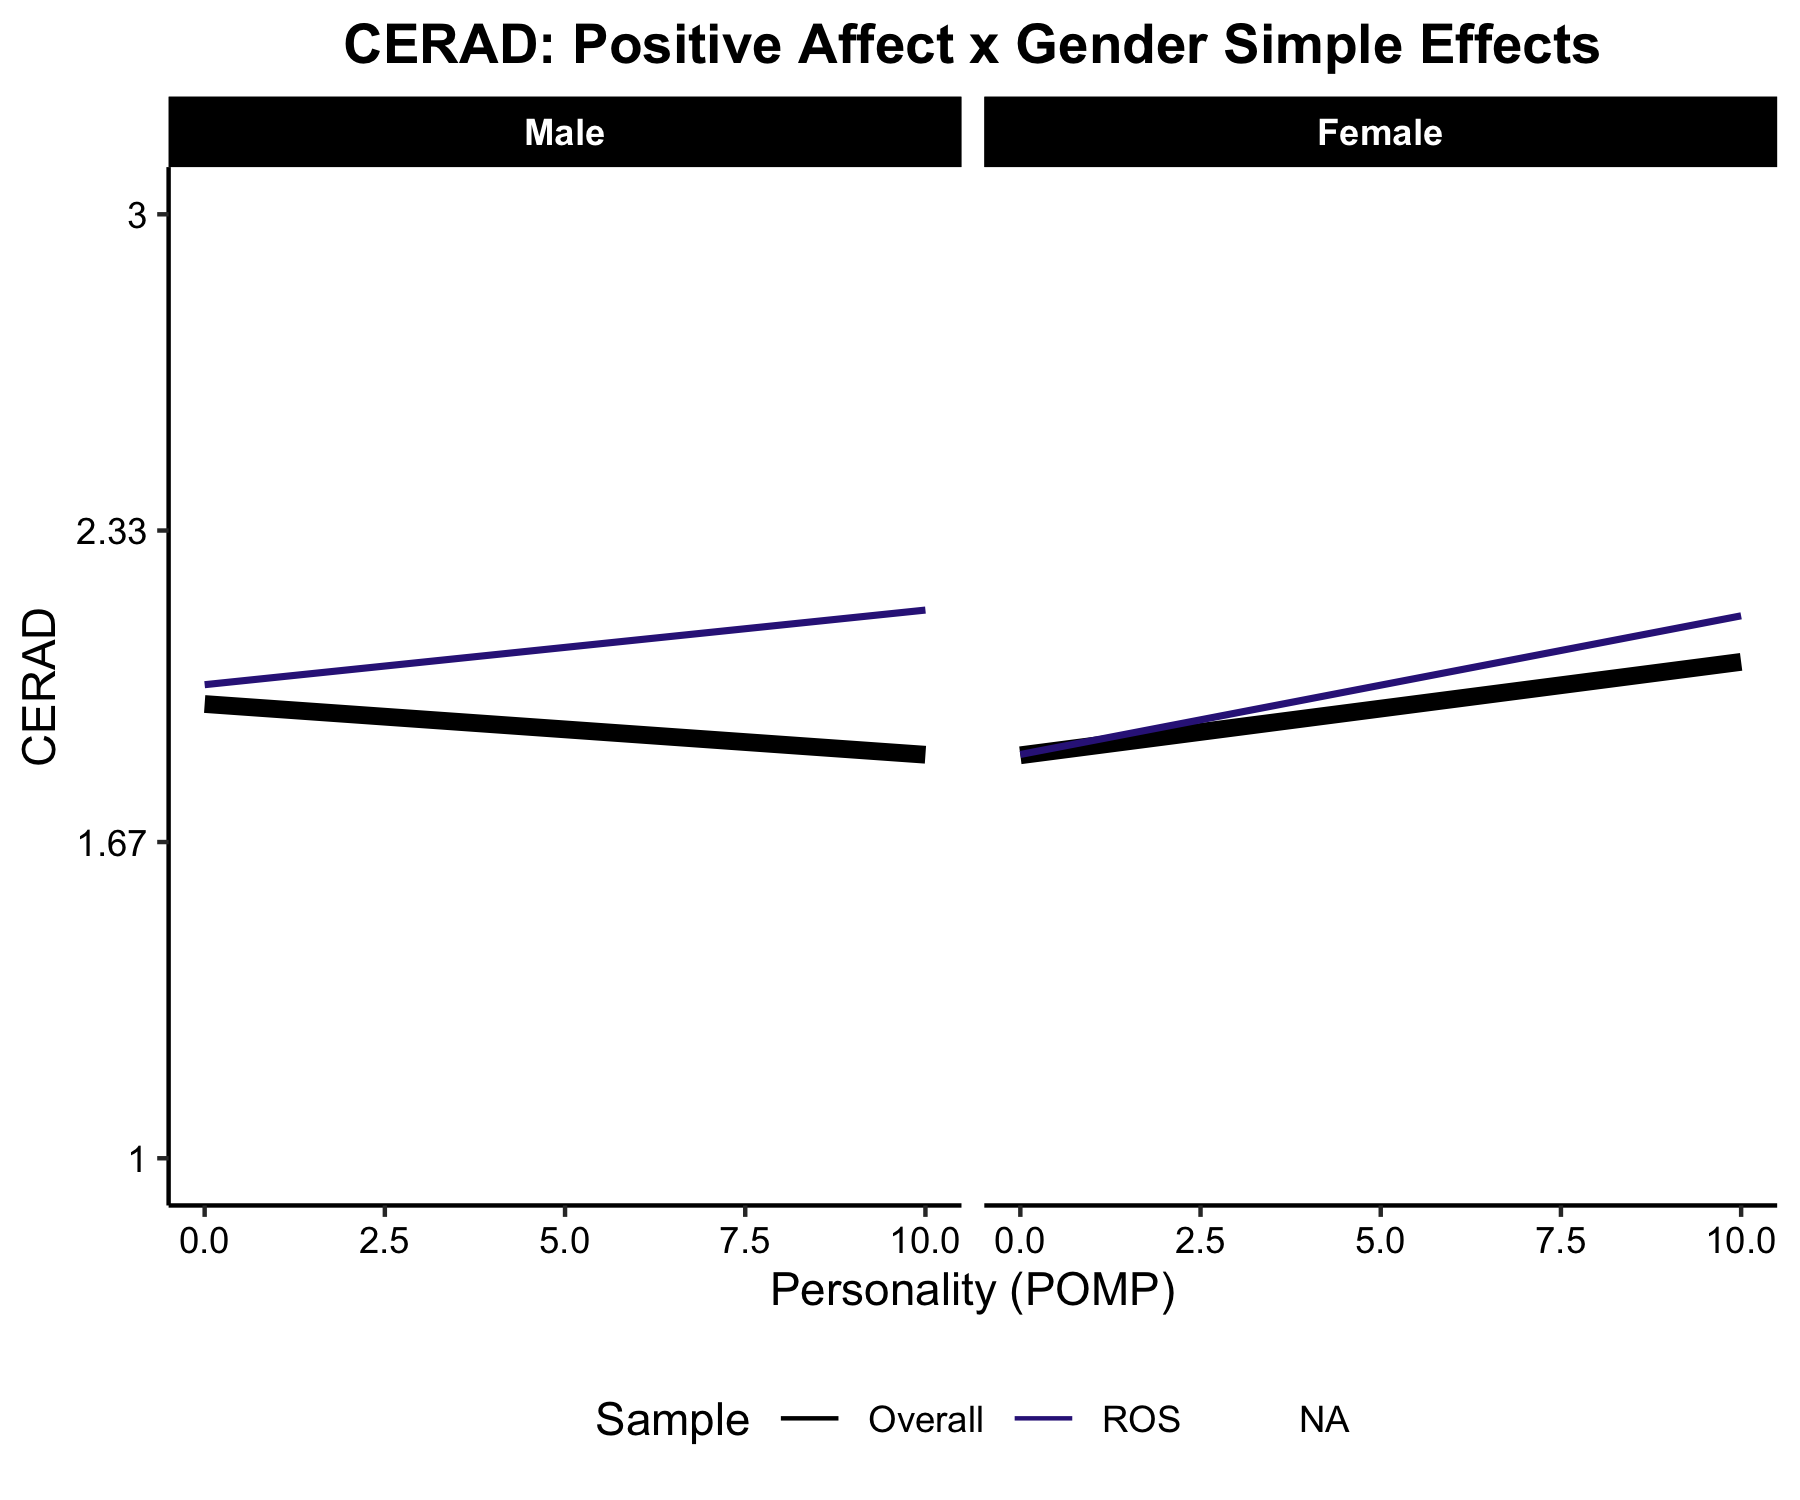 CERAD: Positive Affect x Gender Simple Effects
Male Female
3
2.33
1.67
1
CERAD
0.0 2.5 5.0 7.5 10.0 0.0 2.5 5.0 7.5 10.0
Personality (POMP)
Sample Overall ROS NA